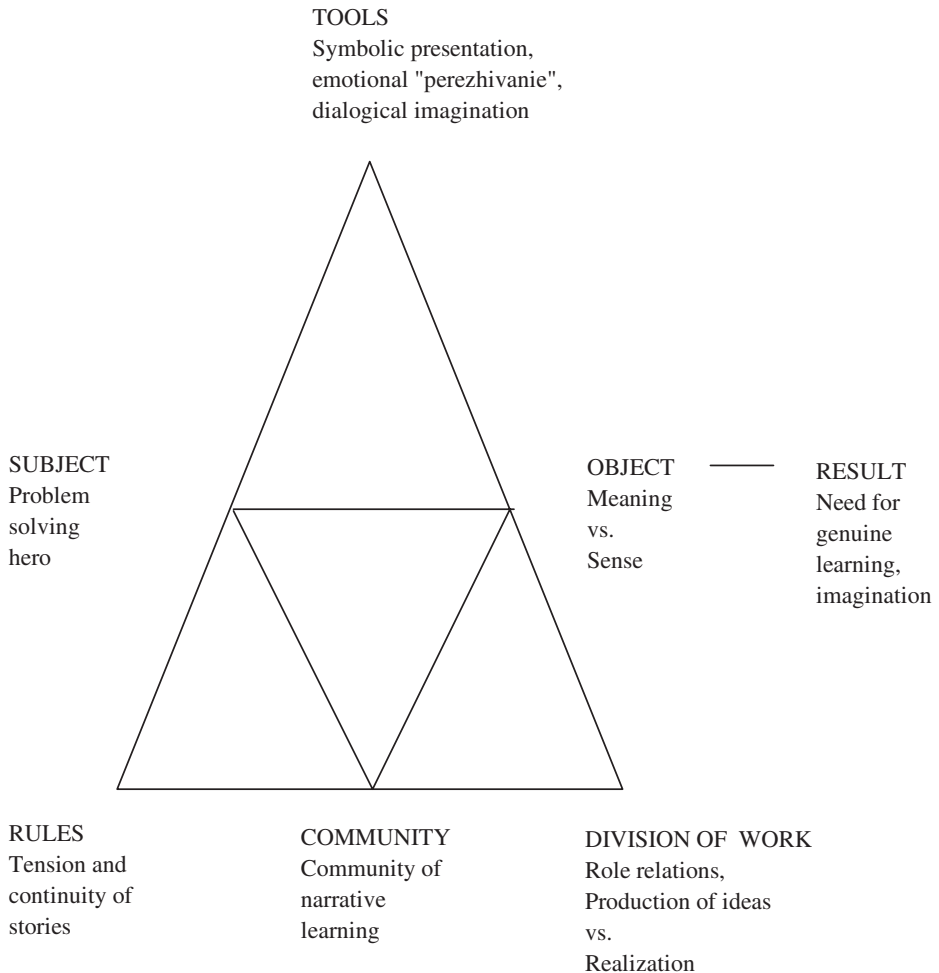 TOOLS
Symbolic presentation,
emotional "perezhivanie",
dialogical imagination
SUBJECT
Problem
solving
hero
OBJECT
Meaning
vs.
Sense
RESULT
Need for
genuine
learning,
imagination
RULES
Tension and
continuity of
stories
COMMUNITY
Community of
narrative
learning
DIVISION OF WORK
Role relations,
Production of ideas
vs.
Realization